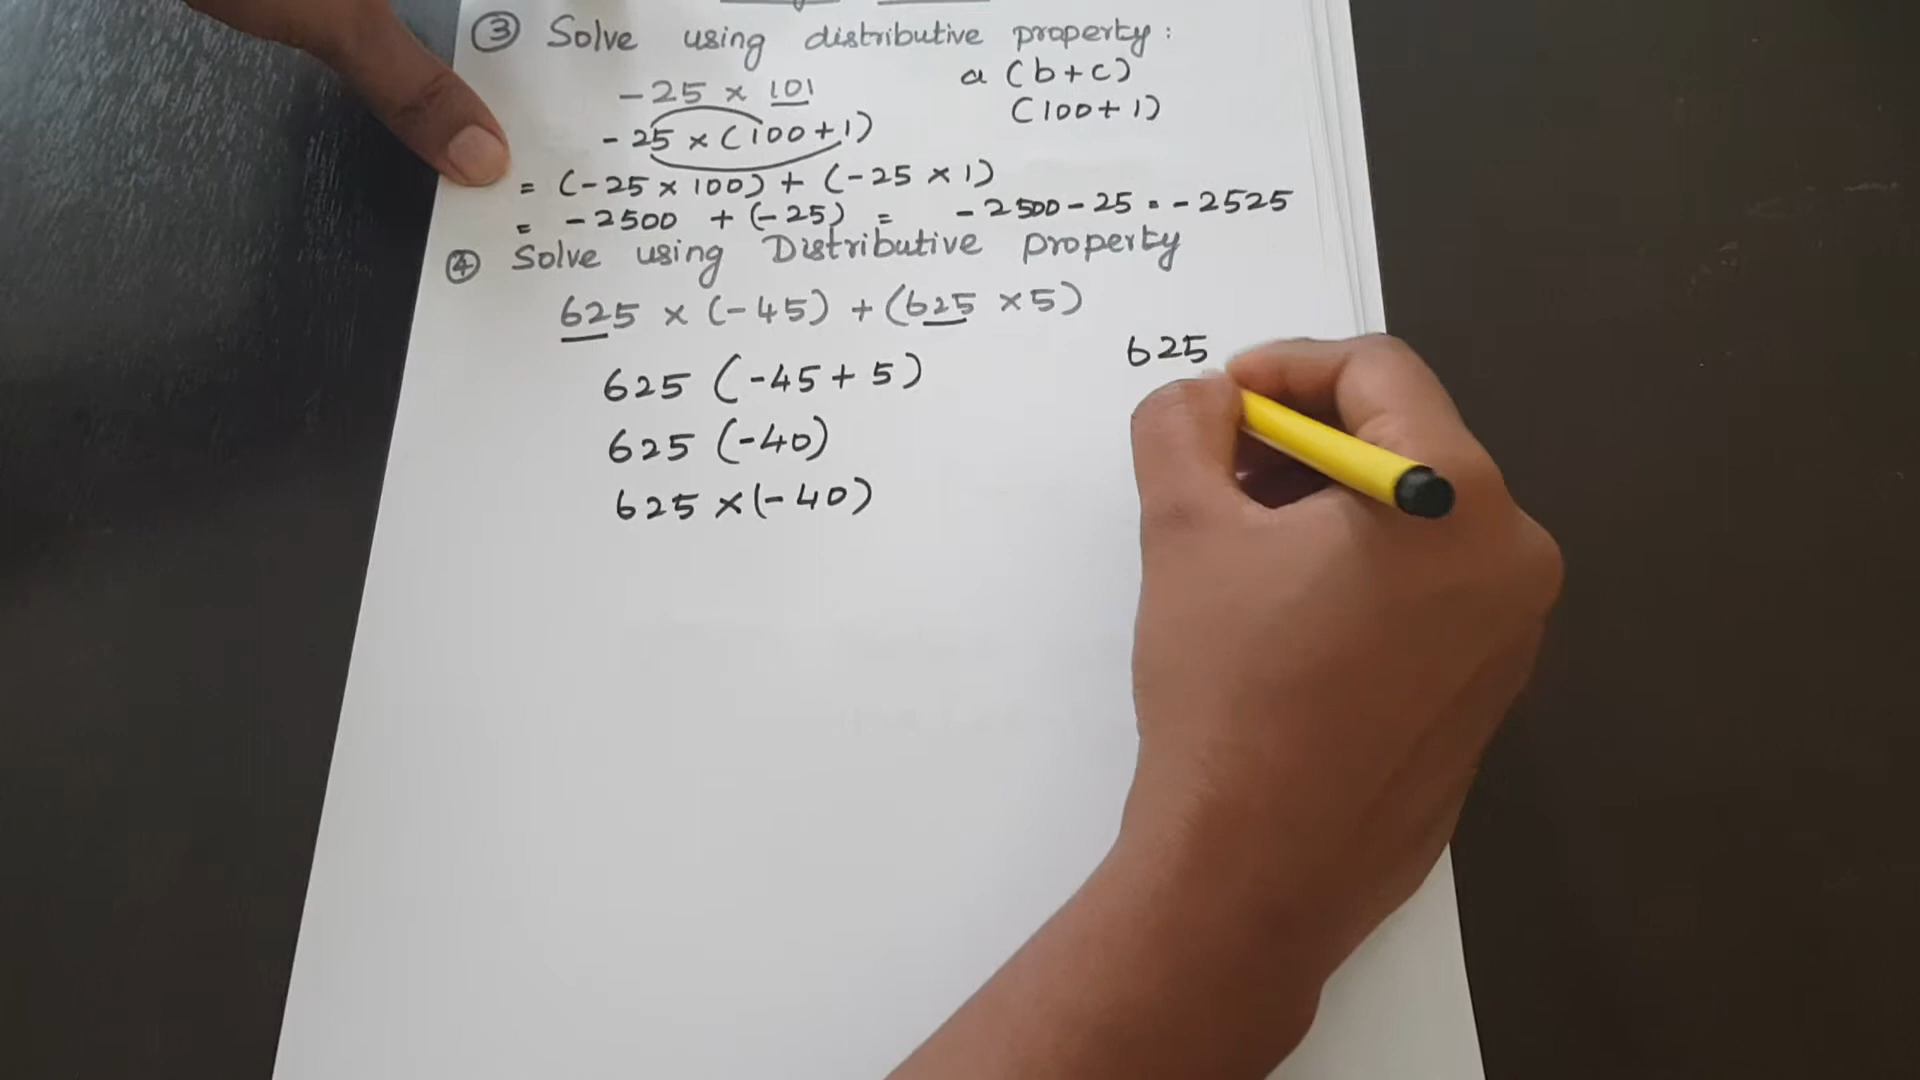 ③ Solve using distributive property :
-25 × 101
a (b+c)
-25 × (100+1)
(100+1)
= (-25 × 100) + (-25 × 1)
= -2500 + (-25) = -2500-25 = -2525
④ Solve using Distributive property
625 × (-45) + (625 × 5)
625 (-45+5)
625
625 (-40)
625 × (-40)